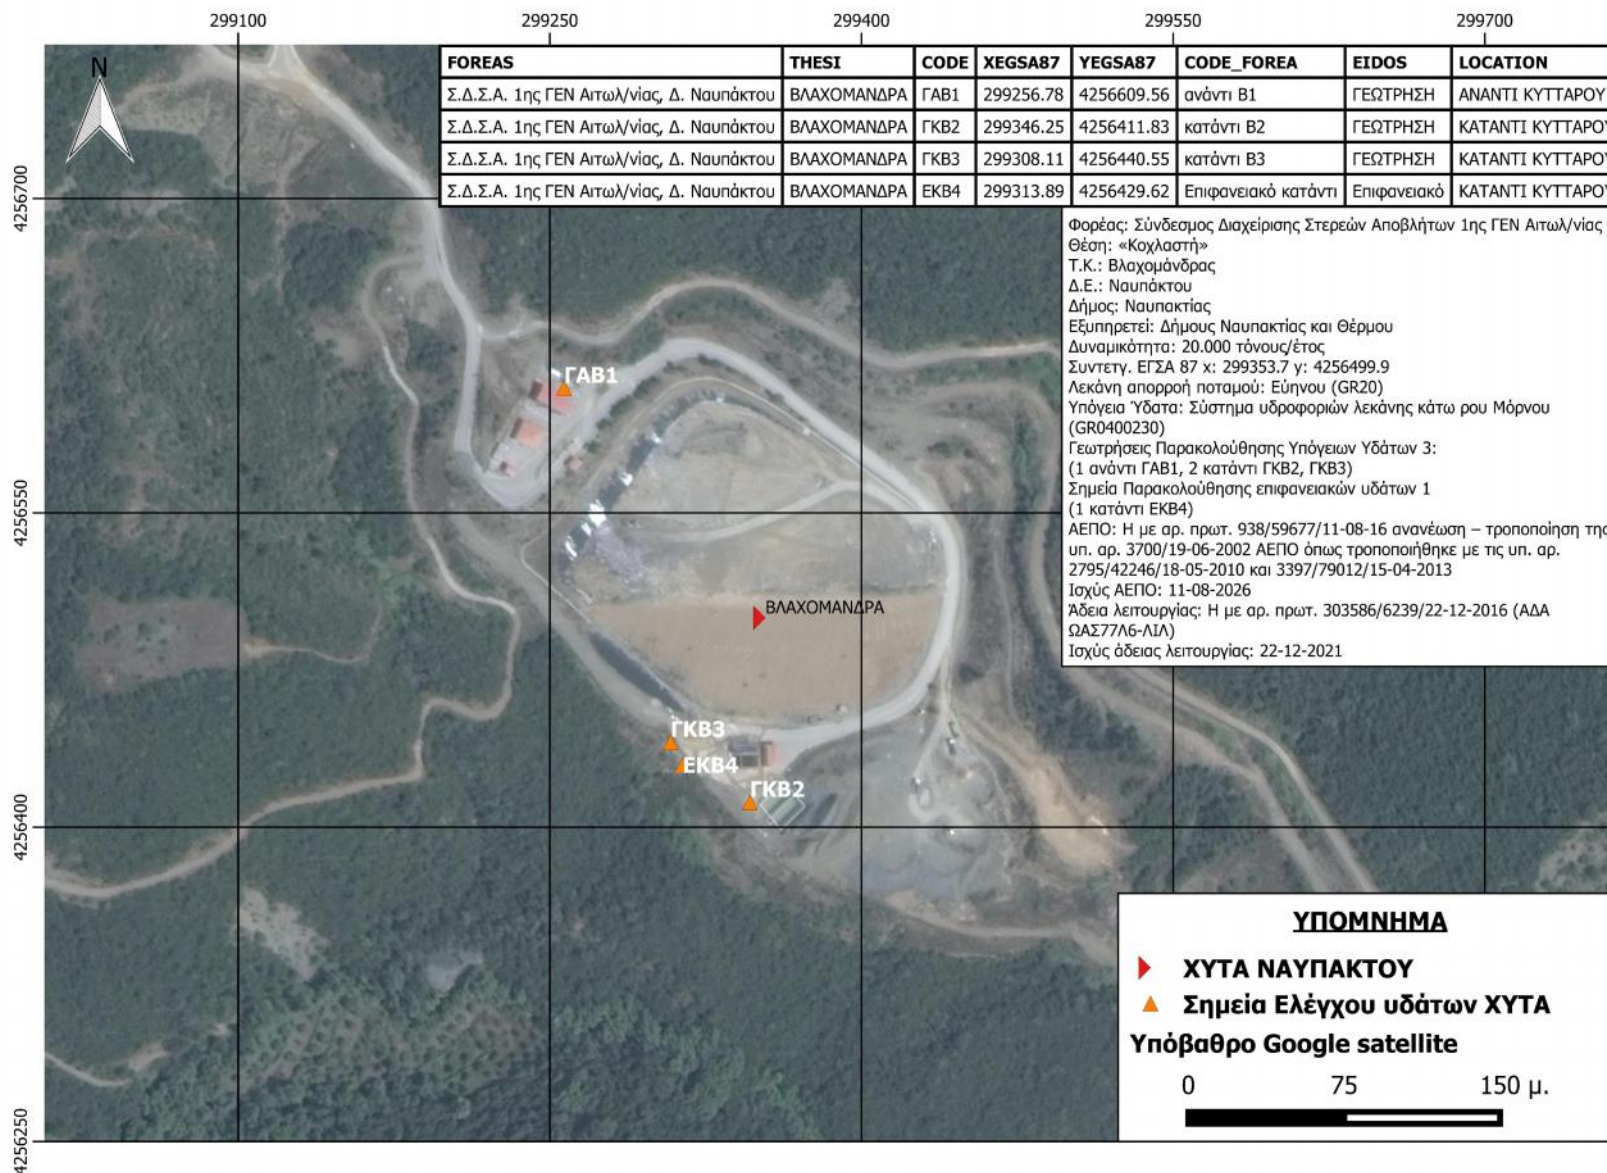 299100 299250 299400 299550 299700
N
FOREAS THESI CODE XEGSA87 YEGSA87 CODE_FOREA EIDOS LOCATION
Σ.Δ.Σ.Α. 1ης ΓΕΝ Αιτωλ/νίας, Δ. Ναυπάκτου ΒΛΑΧΟΜΑΝΔΡΑ ΓΑΒ1 299256.78 4256609.56 ανάντι Β1 ΓΕΩΤΡΗΣΗ ΑΝΑΝΤΙ ΚΥΤΤΑΡΟΥ
Σ.Δ.Σ.Α. 1ης ΓΕΝ Αιτωλ/νίας, Δ. Ναυπάκτου ΒΛΑΧΟΜΑΝΔΡΑ ΓΚΒ2 299346.25 4256411.83 κατάντι Β2 ΓΕΩΤΡΗΣΗ ΚΑΤΑΝΤΙ ΚΥΤΤΑΡΟΥ
Σ.Δ.Σ.Α. 1ης ΓΕΝ Αιτωλ/νίας, Δ. Ναυπάκτου ΒΛΑΧΟΜΑΝΔΡΑ ΓΚΒ3 299308.11 4256440.55 κατάντι Β3 ΓΕΩΤΡΗΣΗ ΚΑΤΑΝΤΙ ΚΥΤΤΑΡΟΥ
Σ.Δ.Σ.Α. 1ης ΓΕΝ Αιτωλ/νίας, Δ. Ναυπάκτου ΒΛΑΧΟΜΑΝΔΡΑ ΕΚΒ4 299313.89 4256429.62 Επιφανειακό κατάντι Επιφανειακό ΚΑΤΑΝΤΙ ΚΥΤΤΑΡΟΥ
4256700
4256550
4256400
4256250
Φορέας: Σύνδεσμος Διαχείρισης Στερεών Αποβλήτων 1ης ΓΕΝ Αιτωλ/νίας
Θέση: «Κοχλαστή»
Τ.Κ.: Βλαχομάνδρας
Δ.Ε.: Ναυπάκτου
Δήμος: Ναυπακτίας
Εξυπηρετεί: Δήμους Ναυπακτίας και Θέρμου
Δυναμικότητα: 20.000 τόνους/έτος
Συντετγ. ΕΓΣΑ 87 x: 299353.7 y: 4256499.9
Λεκάνη απορροή ποταμού: Εύηνου (GR20)
Υπόγεια Ύδατα: Σύστημα υδροφοριών λεκάνης κάτω ρου Μόρνου
(GR0400230)
Γεωτρήσεις Παρακολούθησης Υπόγειων Υδάτων 3:
(1 ανάντι ΓΑΒ1, 2 κατάντι ΓΚΒ2, ΓΚΒ3)
Σημεία Παρακολούθησης επιφανειακών υδάτων 1
(1 κατάντι ΕΚΒ4)
ΑΕΠΟ: Η με αρ. πρωτ. 938/59677/11-08-16 ανανέωση – τροποποίηση της
υπ. αρ. 3700/19-06-2002 ΑΕΠΟ όπως τροποποιήθηκε με τις υπ. αρ.
2795/42246/18-05-2010 και 3397/79012/15-04-2013
Ισχύς ΑΕΠΟ: 11-08-2026
Άδεια λειτουργίας: Η με αρ. πρωτ. 303586/6239/22-12-2016 (ΑΔΑ
ΩΑΣ77Λ6-ΛΙΛ)
Ισχύς άδειας λειτουργίας: 22-12-2021
ΓΑΒ1
ΒΛΑΧΟΜΑΝΔΡΑ
ΓΚΒ3
ΕΚΒ4
ΓΚΒ2
ΥΠΟΜΝΗΜΑ
ΧΥΤΑ ΝΑΥΠΑΚΤΟΥ
Σημεία Ελέγχου υδάτων ΧΥΤΑ
Υπόβαθρο Google satellite
0 75 150 μ.